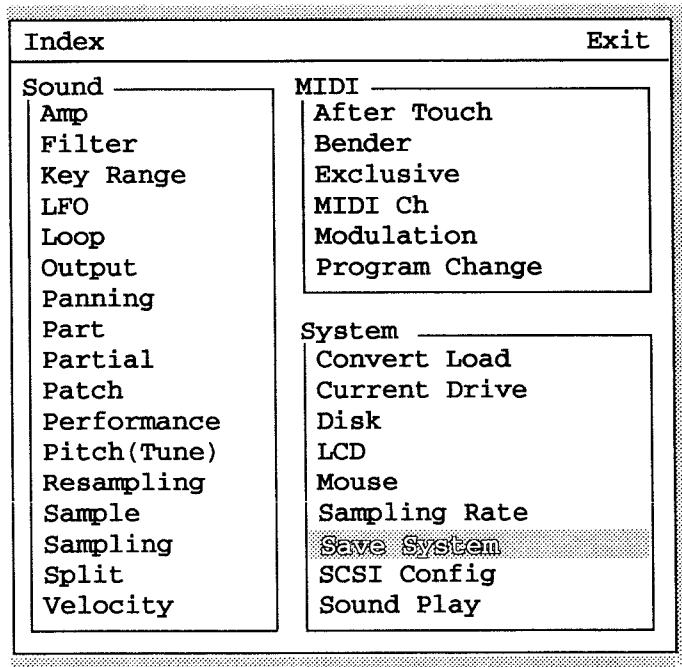 Index Exit
Sound
Amp
Filter
Key Range
LFO
Loop
Output
Panning
Part
Partial
Patch
Performance
Pitch(Tune)
Resampling
Sample
Sampling
Split
Velocity
MIDI
After Touch
Bender
Exclusive
MIDI Ch
Modulation
Program Change
System
Convert Load
Current Drive
Disk
LCD
Mouse
Sampling Rate
Save System
SCSI Config
Sound Play